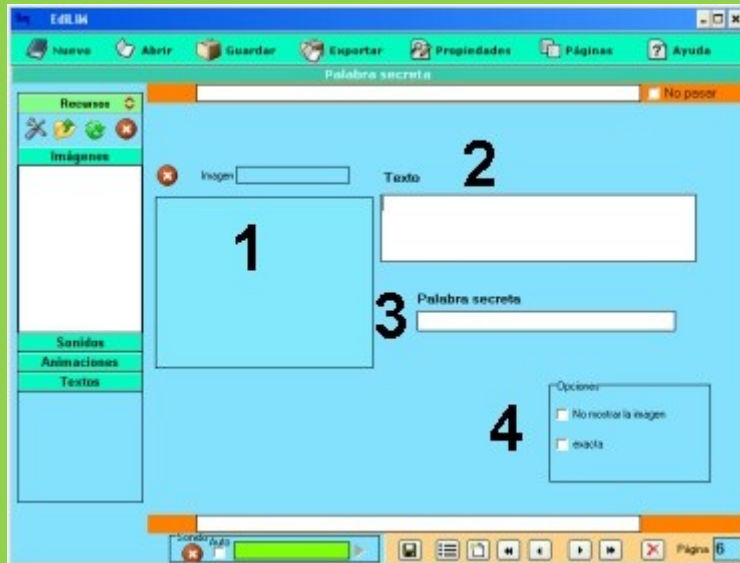 EdiLIM
Nuevo Abrir Guardar Exportar Propiedades Páginas Ayuda
Palabra secreta
Recursos
No pasar
Imágenes
Imagen
Texto
2
1
3
Palabra secreta
Sonidos
Animaciones
Textos
Opciones
No mostrar la imagen
exacta
4
Sonido
Auto
Página 6